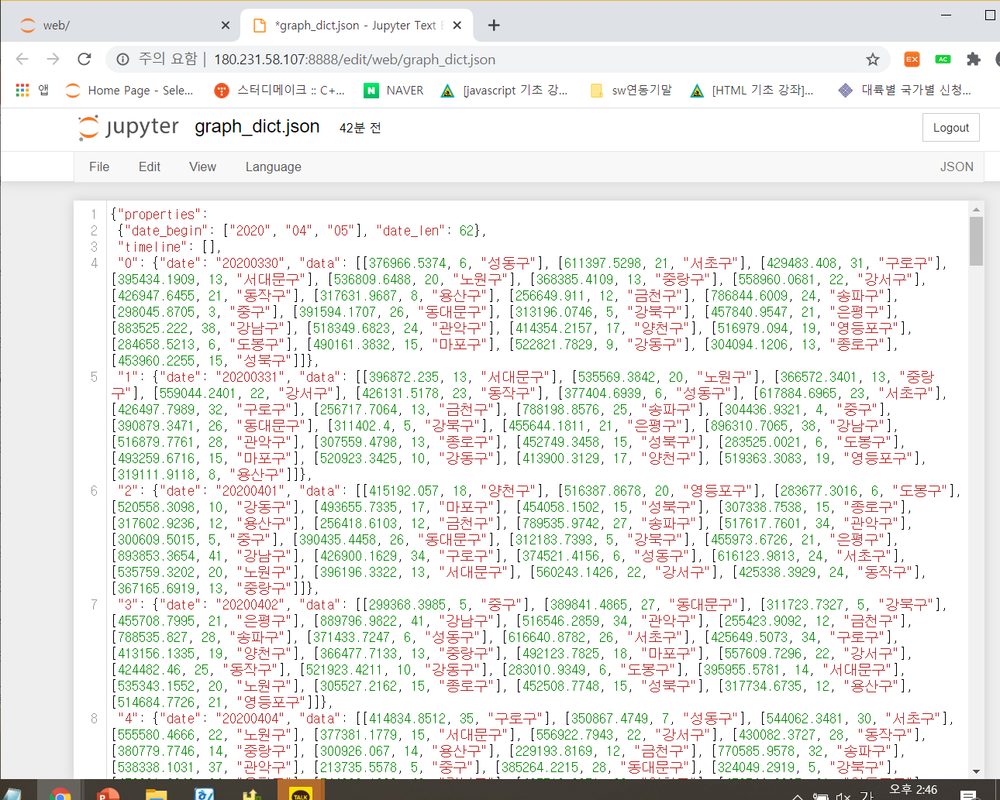 web/
*graph_dict.json - Jupyter Text E
주의 요함 | 180.231.58.107:8888/edit/web/graph_dict.json
EX
AC
앱
Home Page - Sele...
스터디메이크 :: C+...
N NAVER
[javascript 기초 강...
sw연동기말
[HTML 기초 강좌]...
대륙별 국가별 신청...
jupyter graph_dict.json 42분 전
Logout
File Edit View Language JSON
1 {"properties":
2 {"date_begin": ["2020", "04", "05"], "date_len": 62},
3 "timeline": [],
4 "0": {"date": "20200330", "data": [[376966.5374, 6, "성동구"], [611397.5298, 21, "서초구"], [429483.408, 31, "구로구"],
[395434.1909, 13, "서대문구"], [536809.6488, 20, "노원구"], [368385.4109, 13, "중랑구"], [558960.0681, 22, "강서구"],
[426947.6455, 21, "동작구"], [317631.9687, 8, "용산구"], [256649.911, 12, "금천구"], [786844.6009, 24, "송파구"],
[298045.8705, 3, "중구"], [391594.1707, 26, "동대문구"], [313196.0746, 5, "강북구"], [457840.9547, 21, "은평구"],
[883525.222, 38, "강남구"], [518349.6823, 24, "관악구"], [414354.2157, 17, "양천구"], [516979.094, 19, "영등포구"],
[284658.5213, 6, "도봉구"], [490161.3832, 15, "마포구"], [522821.7829, 9, "강동구"], [304094.1206, 13, "종로구"],
[453960.2255, 15, "성북구"]]},
5 "1": {"date": "20200331", "data": [[396872.235, 13, "서대문구"], [535569.3842, 20, "노원구"], [366572.3401, 13, "중랑
구"], [559044.2401, 22, "강서구"], [426131.5178, 23, "동작구"], [377404.6939, 6, "성동구"], [617884.6965, 23, "서초구"],
[426497.7989, 32, "구로구"], [256717.7064, 13, "금천구"], [788198.8576, 25, "송파구"], [304436.9321, 4, "중구"],
[390879.3471, 26, "동대문구"], [311402.4, 5, "강북구"], [455644.1811, 21, "은평구"], [896310.7065, 38, "강남구"],
[516879.7761, 28, "관악구"], [307559.4798, 13, "종로구"], [452749.3458, 15, "성북구"], [283525.0021, 6, "도봉구"],
[493259.6716, 15, "마포구"], [520923.3425, 10, "강동구"], [413900.3129, 17, "양천구"], [519363.3083, 19, "영등포구"],
[319111.9118, 8, "용산구"]]},
6 "2": {"date": "20200401", "data": [[415192.057, 18, "양천구"], [516387.8678, 20, "영등포구"], [283677.3016, 6, "도봉구"],
[520558.3098, 10, "강동구"], [493655.7335, 17, "마포구"], [454058.1502, 15, "성북구"], [307338.7538, 15, "종로구"],
[317602.9236, 12, "용산구"], [256418.6103, 12, "금천구"], [789535.9742, 27, "송파구"], [517617.7601, 34, "관악구"],
[300609.5015, 5, "중구"], [390435.4458, 26, "동대문구"], [312183.7393, 5, "강북구"], [455973.6726, 21, "은평구"],
[893853.3654, 41, "강남구"], [426900.1629, 34, "구로구"], [374521.4156, 6, "성동구"], [616123.9813, 24, "서초구"],
[535759.3202, 20, "노원구"], [396196.3322, 13, "서대문구"], [560243.1426, 22, "강서구"], [425338.3929, 24, "동작구"],
[367165.6919, 13, "중랑구"]]},
7 "3": {"date": "20200402", "data": [[299368.3985, 5, "중구"], [389841.4865, 27, "동대문구"], [311723.7327, 5, "강북구"],
[455708.7995, 21, "은평구"], [889796.9822, 41, "강남구"], [516546.2859, 34, "관악구"], [255423.9092, 12, "금천구"],
[788535.827, 28, "송파구"], [371433.7247, 6, "성동구"], [616640.8782, 26, "서초구"], [425649.5073, 34, "구로구"],
[413156.1335, 19, "양천구"], [366477.7133, 13, "중랑구"], [492123.7825, 18, "마포구"], [557609.7296, 22, "강서구"],
[424482.46, 25, "동작구"], [521923.4211, 10, "강동구"], [283010.9349, 6, "도봉구"], [395955.5781, 14, "서대문구"],
[535343.1552, 20, "노원구"], [305527.2162, 15, "종로구"], [452508.7748, 15, "성북구"], [317734.6735, 12, "용산구"],
[514684.7726, 21, "영등포구"]]},
8 "4": {"date": "20200404", "data": [[414834.8512, 35, "구로구"], [350867.4749, 7, "성동구"], [544062.3481, 30, "서초구"],
[555580.4666, 22, "노원구"], [377381.1779, 15, "서대문구"], [556922.7943, 22, "강서구"], [430082.3727, 28, "동작구"],
[380779.7746, 14, "중랑구"], [300926.067, 14, "용산구"], [229193.8169, 12, "금천구"], [770585.9578, 32, "송파구"],
[538338.1031, 37, "관악구"], [213735.5578, 5, "중구"], [385264.2215, 28, "동대문구"], [324049.2919, 5, "강북구"],
TALK
가
오후 2:46